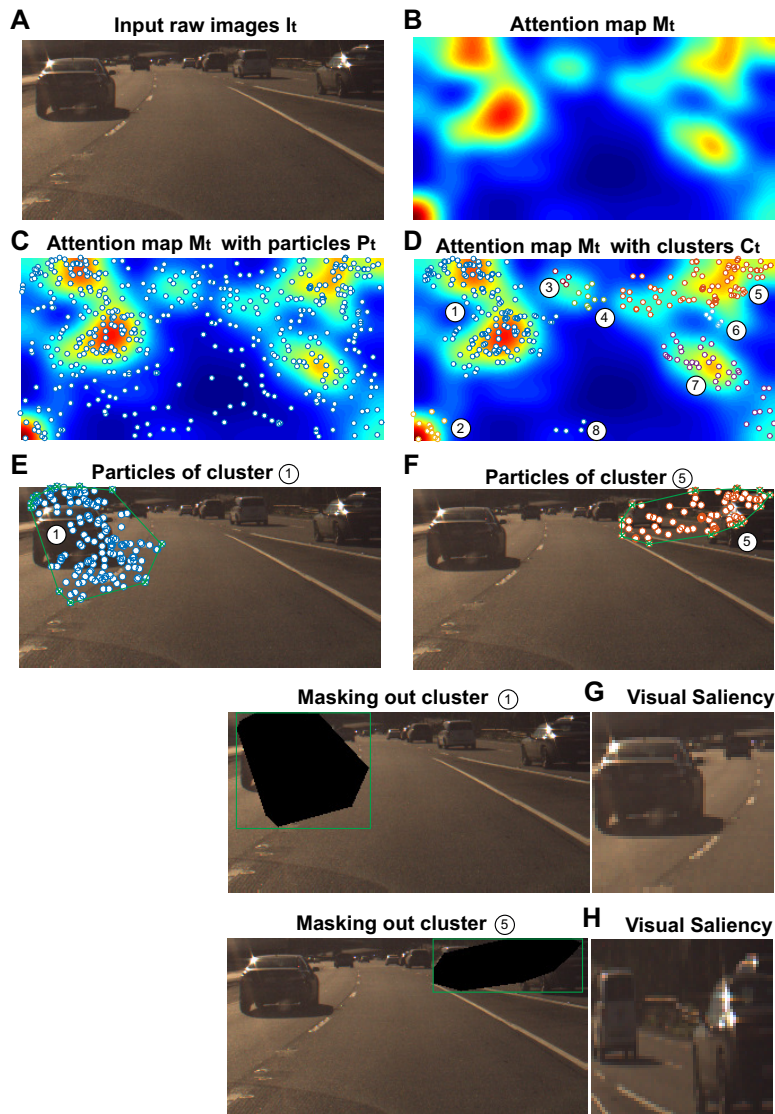 A Input raw images It
B Attention map Mt
C Attention map Mt with particles Pt
D Attention map Mt with clusters Ct
1
2
3
4
5
6
7
8
E Particles of cluster 1
1
F Particles of cluster 5
5
Masking out cluster 1
G Visual Saliency
Masking out cluster 5
H Visual Saliency